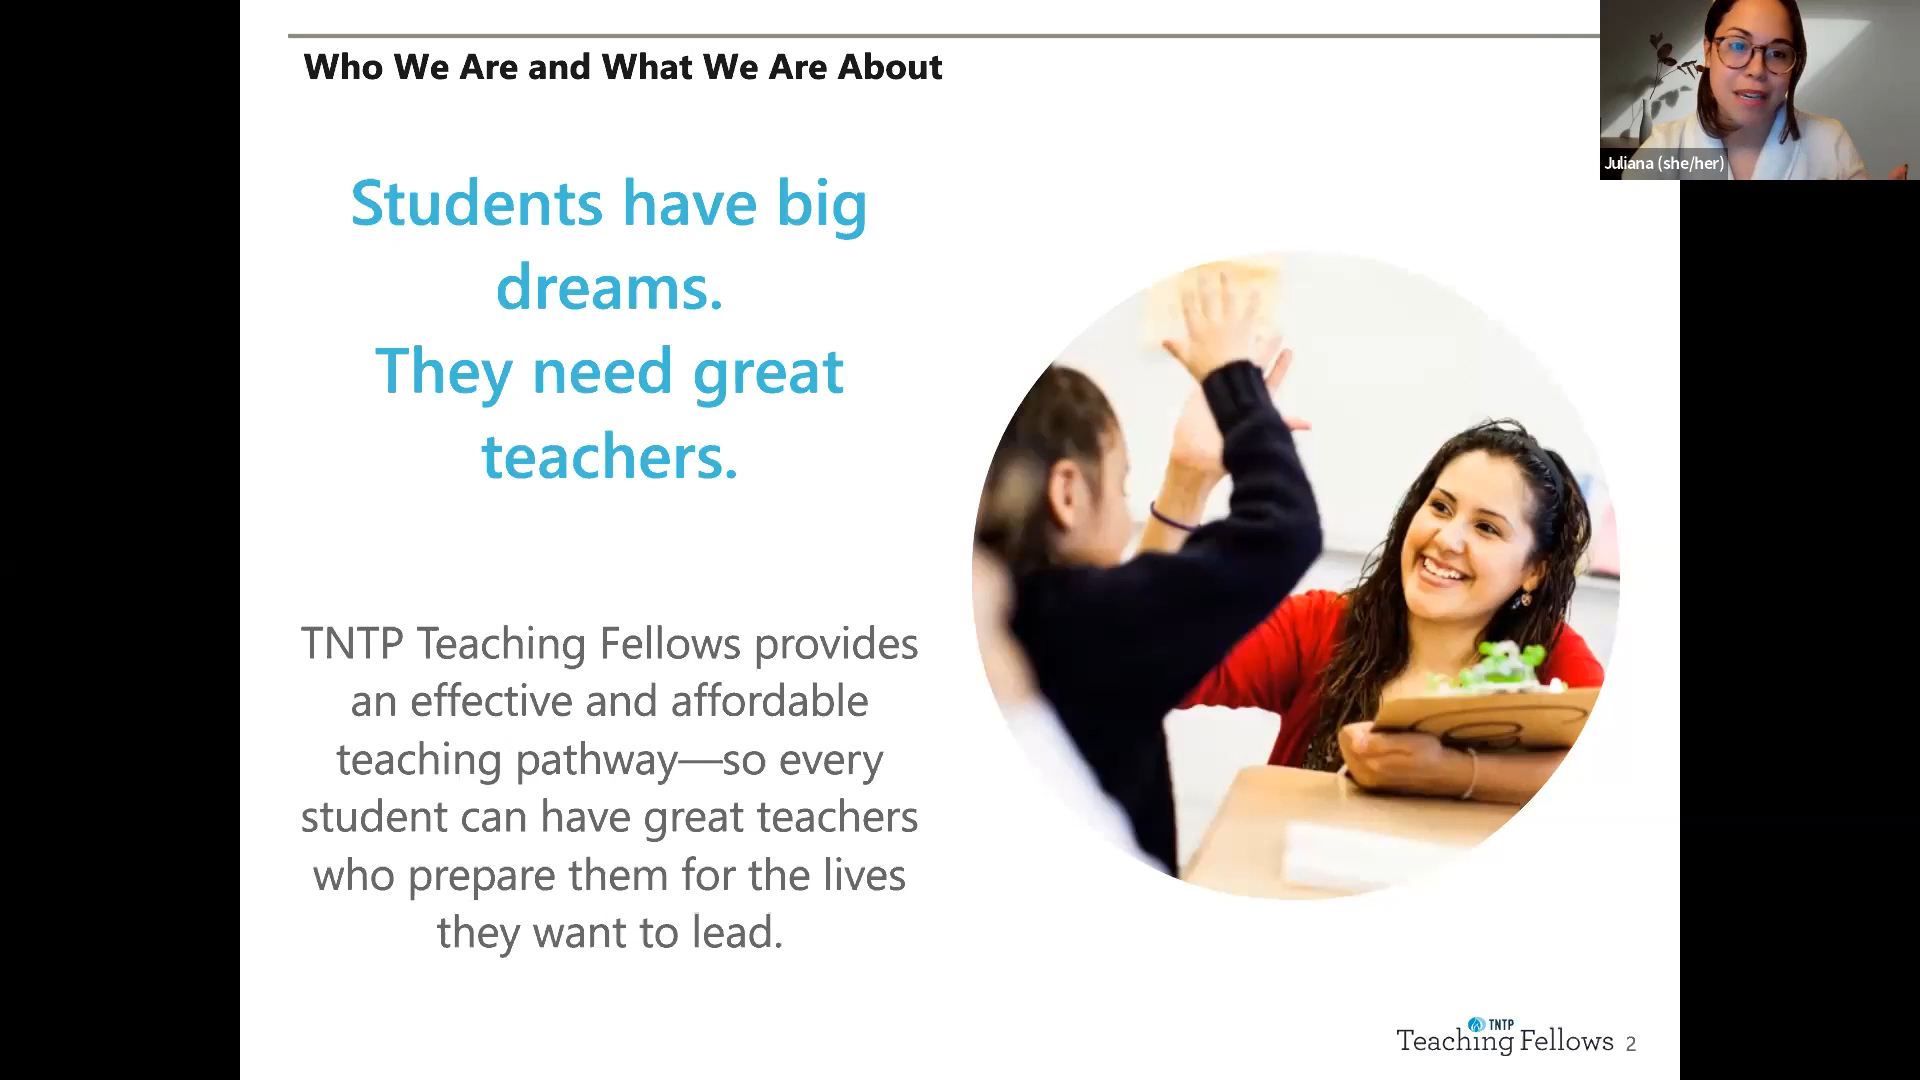 Who We Are and What We Are About
Juliana (she/her)
Students have big
dreams.
They need great
teachers.
TNTP Teaching Fellows provides
an effective and affordable
teaching pathway—so every
student can have great teachers
who prepare them for the lives
they want to lead.
TNTP
Teaching Fellows 2